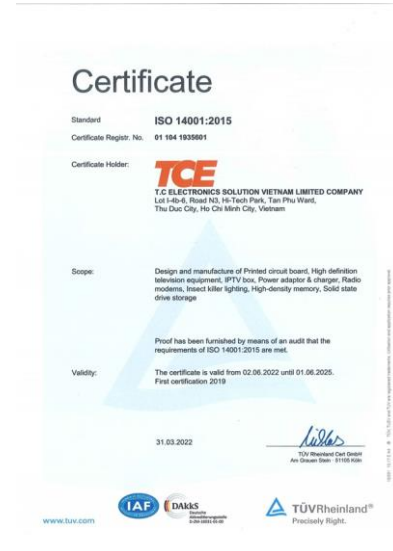 Certificate
Standard ISO 14001:2015
Certificate Registr. No. 01 104 1935601
Certificate Holder: TCE
T.C ELECTRONICS SOLUTION VIETNAM LIMITED COMPANY
Lot I-4b-6, Road N3, Hi-Tech Park, Tan Phu Ward,
Thu Duc City, Ho Chi Minh City, Vietnam
Scope: Design and manufacture of Printed circuit board, High definition
television equipment, IPTV box, Power adaptor & charger, Radio
modems, Insect killer lighting, High-density memory, Solid state
drive storage
Proof has been furnished by means of an audit that the
requirements of ISO 14001:2015 are met.
Validity: The certificate is valid from 02.06.2022 until 01.06.2025.
First certification 2019
31.03.2022
TÜV Rheinland Cert GmbH
Am Grauen Stein · 51105 Köln
www.tuv.com
IAF
DAkkS
Deutsche
Akkreditierungsstelle
TÜVRheinland®
Precisely Right.